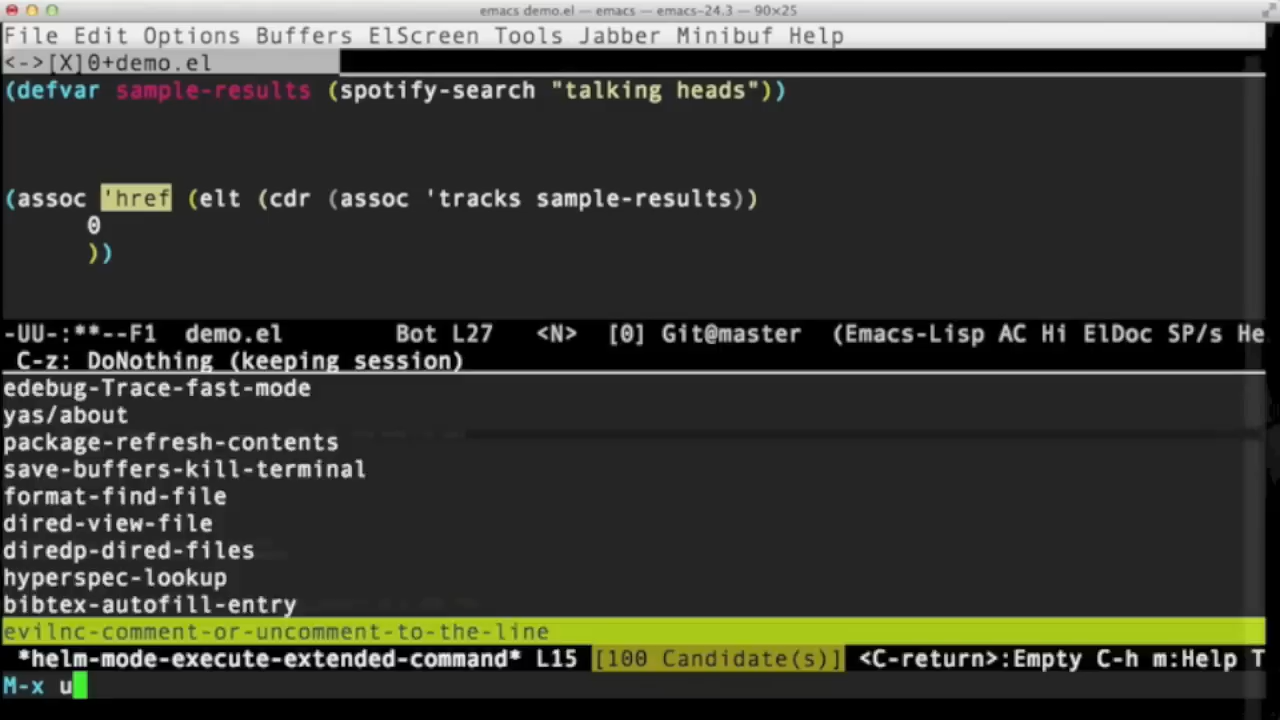 emacs demo.el — emacs — emacs-24.3 — 90×25
File Edit Options Buffers ElScreen Tools Jabber Minibuf Help
<->[X]0+demo.el
(defvar sample-results (spotify-search "talking heads"))
(assoc 'href (elt (cdr (assoc 'tracks sample-results))
0
))
-UU-:**--F1 demo.el Bot L27 <N> [0] Git@master (Emacs-Lisp AC Hi ElDoc SP/s He
C-z: DoNothing (keeping session)
edebug-Trace-fast-mode
yas/about
package-refresh-contents
save-buffers-kill-terminal
format-find-file
dired-view-file
diredp-dired-files
hyperspec-lookup
bibtex-autofill-entry
evilnc-comment-or-uncomment-to-the-line
*helm-mode-execute-extended-command* L15 [100 Candidate(s)] <C-return>:Empty C-h m:Help T
M-x u